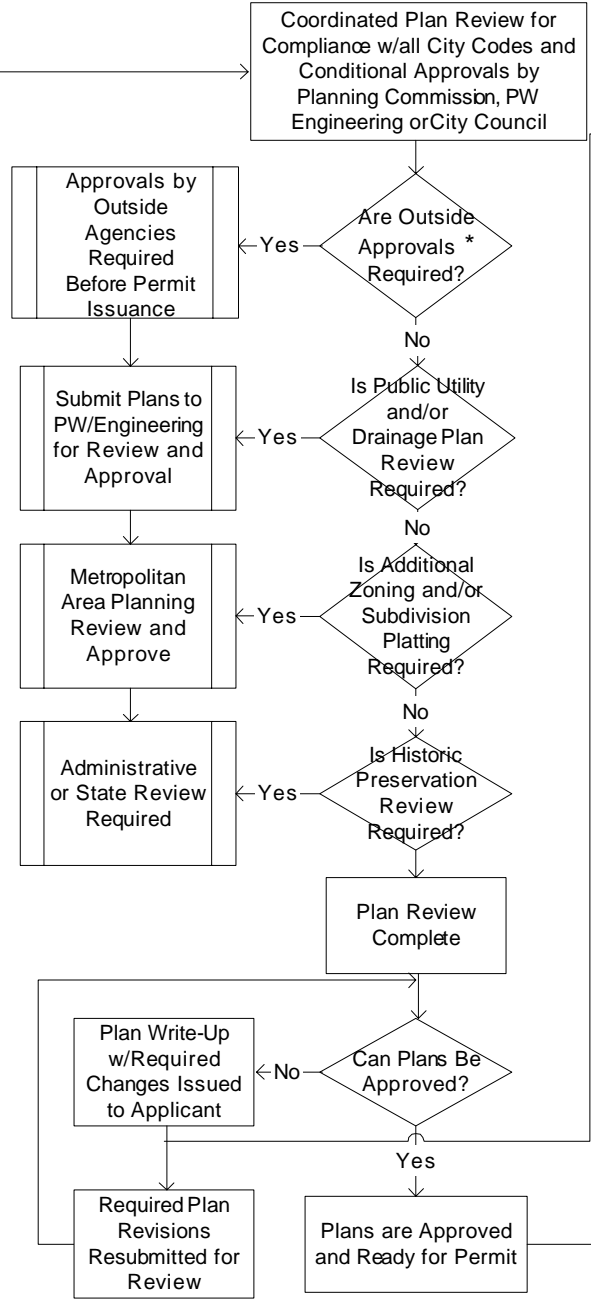 Coordinated Plan Review for
Compliance w/all City Codes and
Conditional Approvals by
Planning Commission, PW
Engineering or City Council
Approvals by
Outside
Agencies
Required
Before Permit
Issuance
Yes
Are Outside
Approvals *
Required?
No
Submit Plans to
PW/Engineering
for Review and
Approval
Yes
Is Public Utility
and/or
Drainage Plan
Review
Required?
No
Metropolitan
Area Planning
Review and
Approve
Yes
Is Additional
Zoning and/or
Subdivision
Platting
Required?
No
Administrative
or State Review
Required
Yes
Is Historic
Preservation
Review
Required?
Plan Review
Complete
Plan Write-Up
w/Required
Changes Issued
to Applicant
No
Can Plans Be
Approved?
Yes
Required Plan
Revisions
Resubmitted for
Review
Plans are Approved
and Ready for Permit